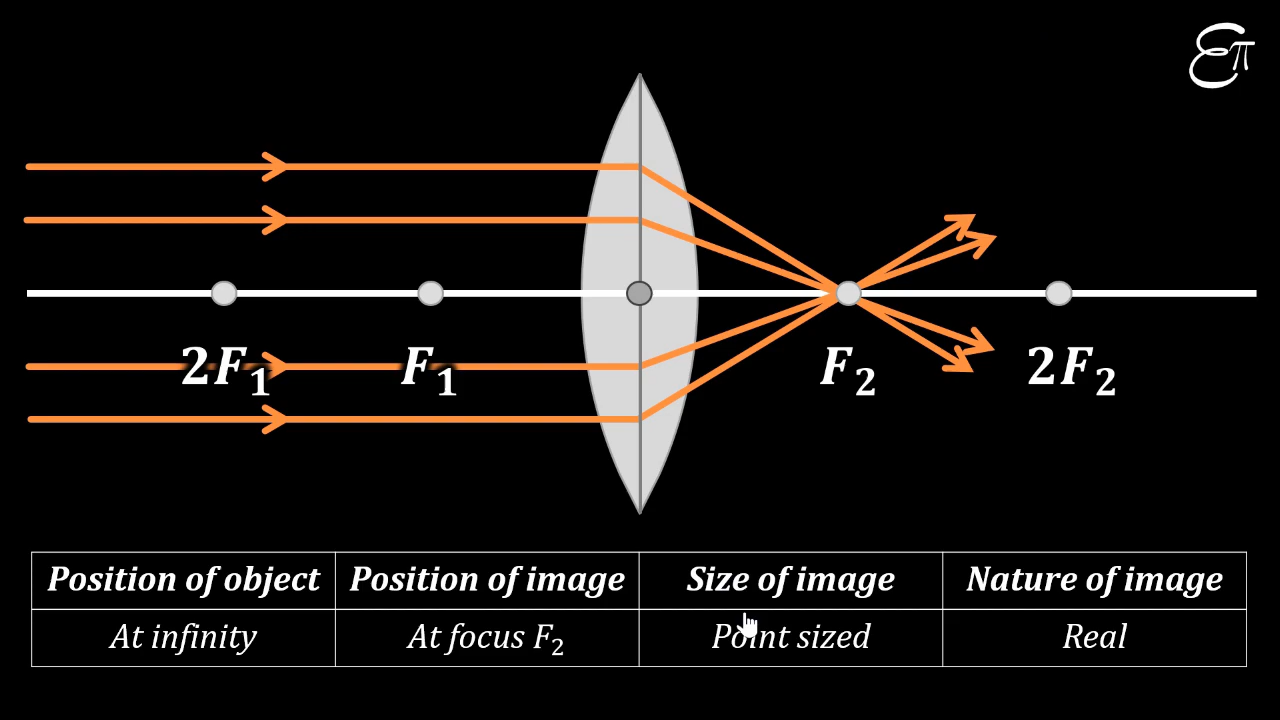 επ
2F₁ F₁ F₂ 2F₂
Position of object Position of image Size of image Nature of image
At infinity At focus F₂ Point sized Real